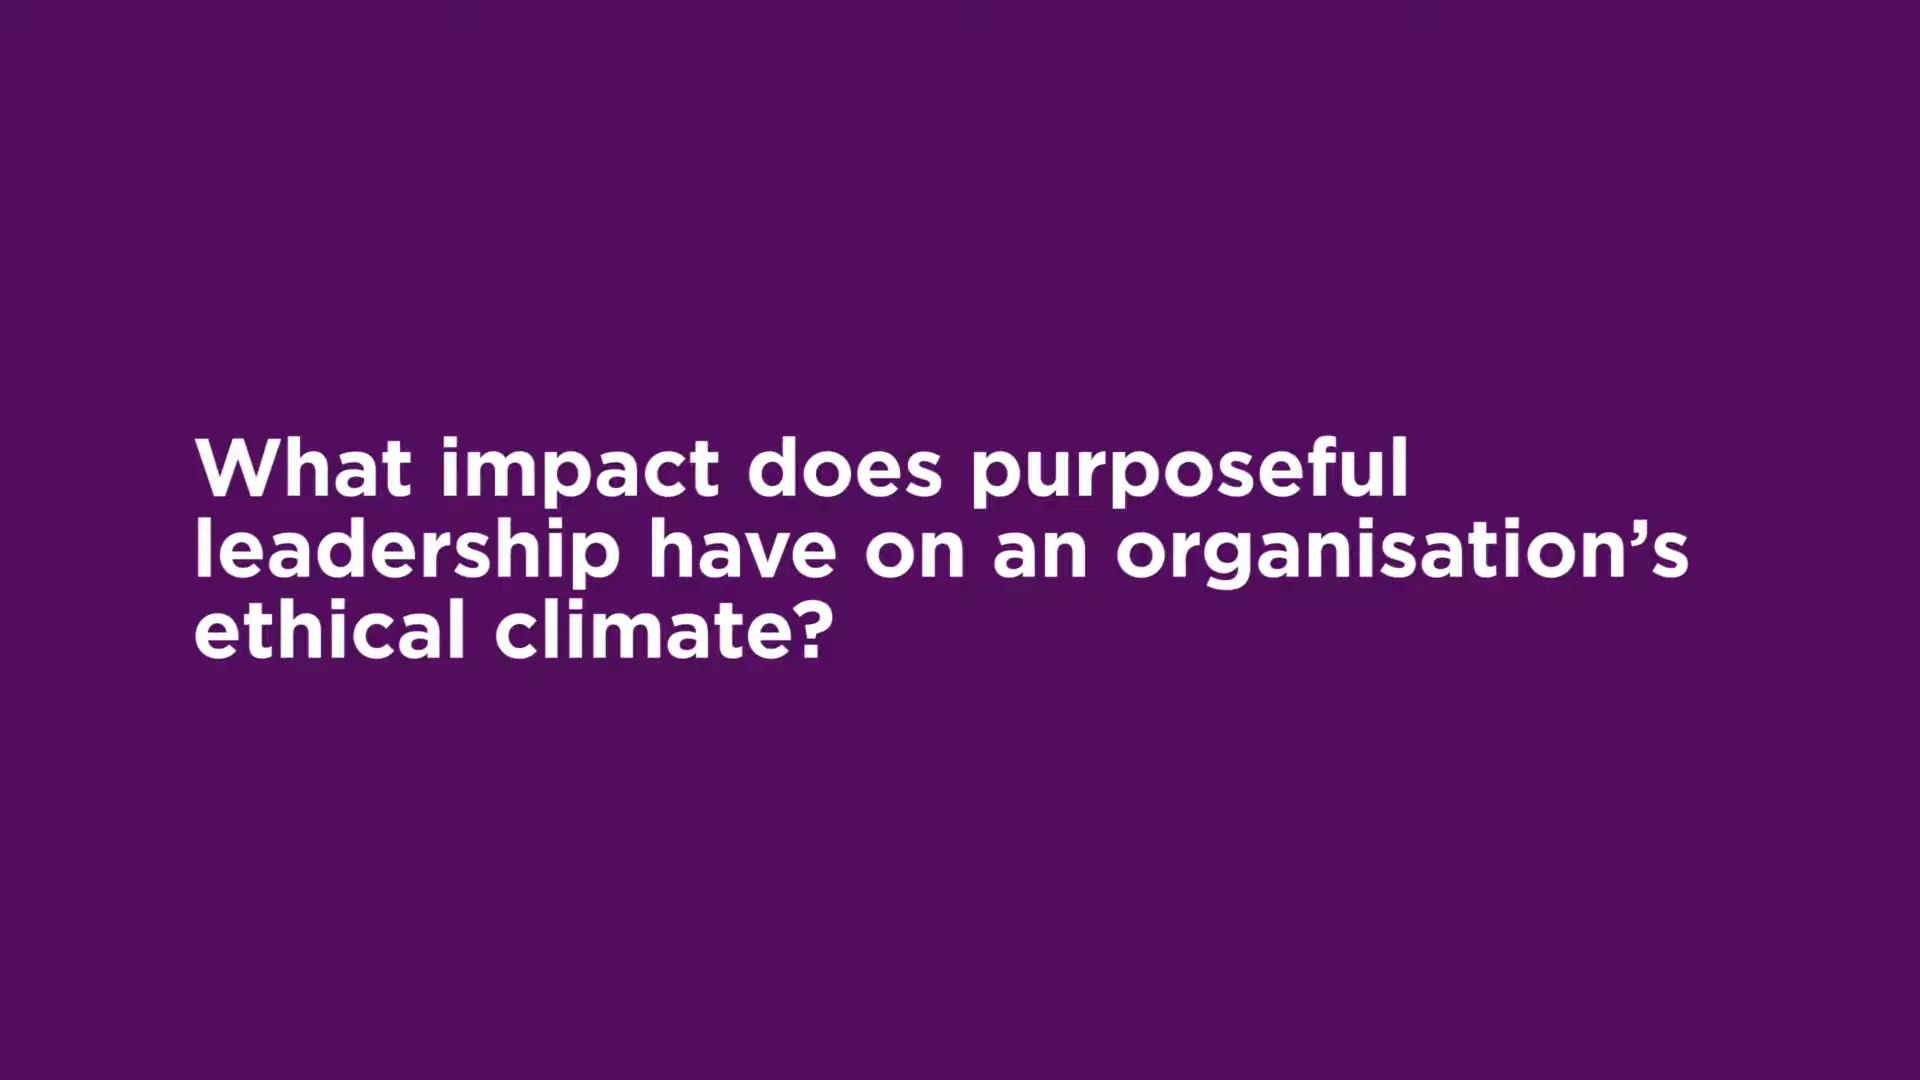 What impact does purposeful
leadership have on an organisation’s
ethical climate?